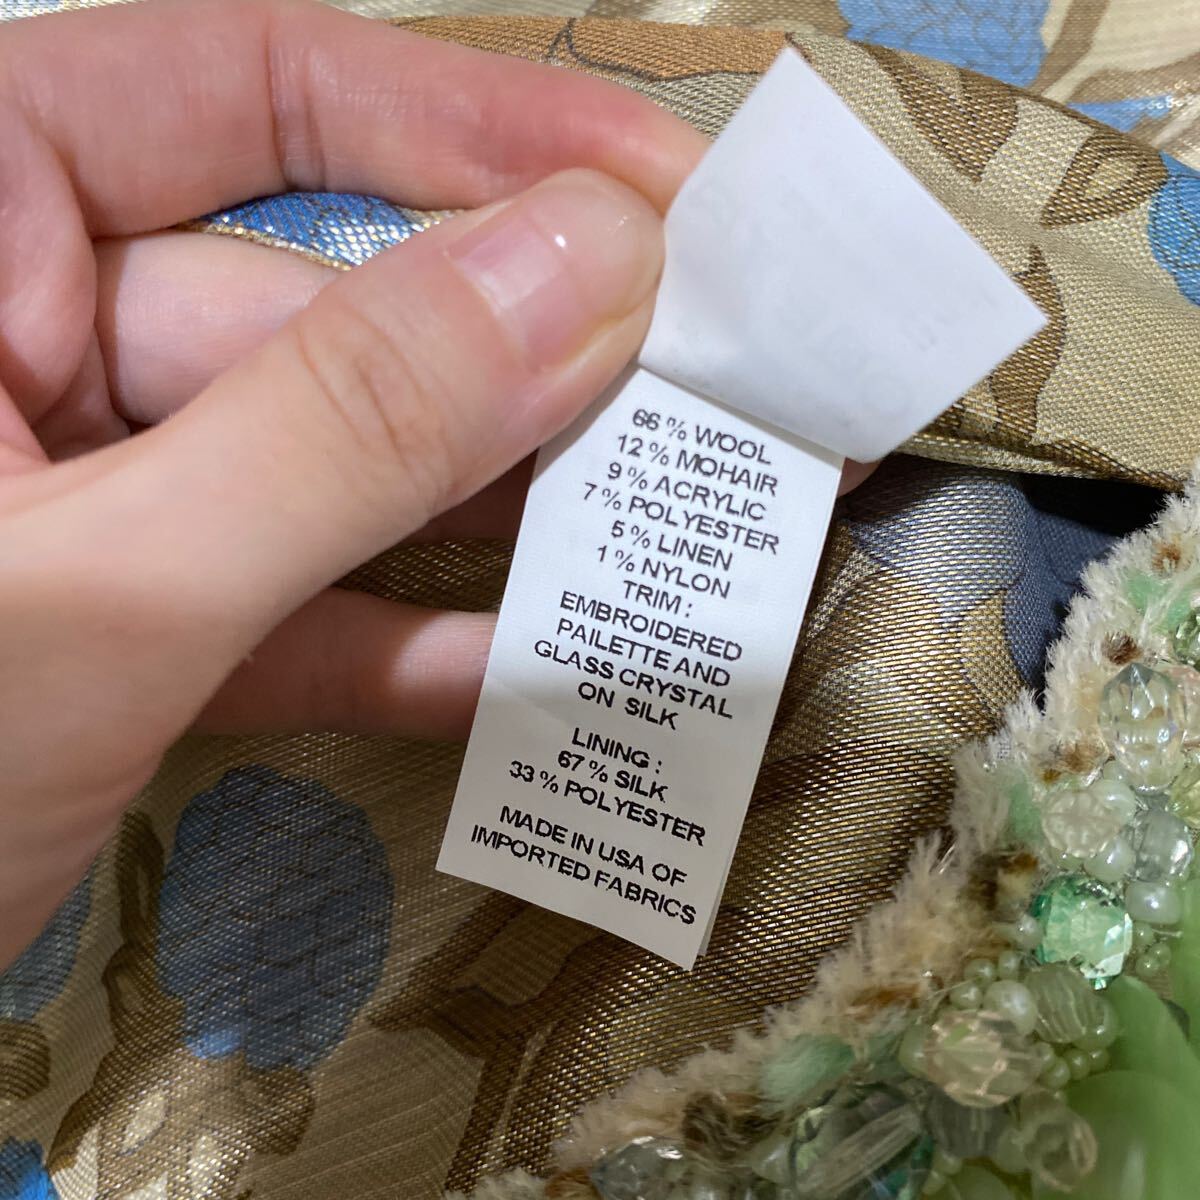 66% WOOL
12% MOHAIR
9% ACRYLIC
7% POLYESTER
5% LINEN
1% NYLON
TRIM:
EMBROIDERED
PAILETTE AND
GLASS CRYSTAL
ON SILK
LINING:
67% SILK
33% POLYESTER
MADE IN USA OF
IMPORTED FABRICS